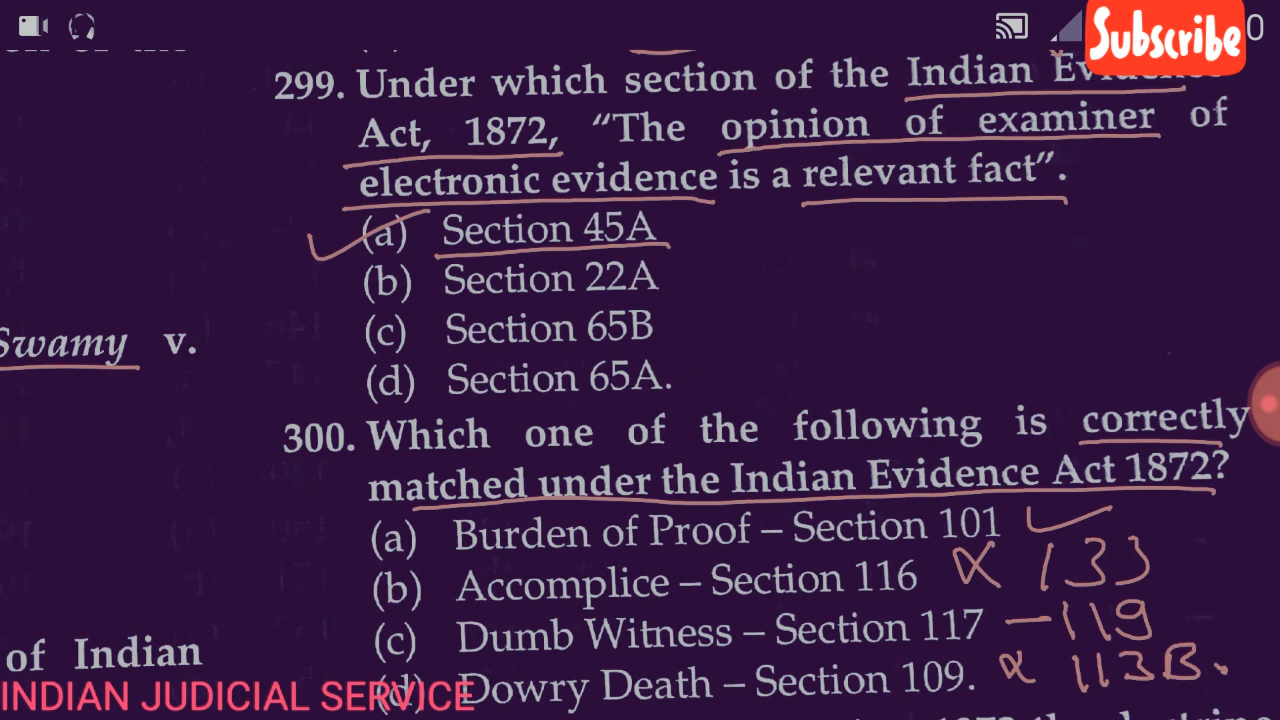 Subscribe
0
299. Under which section of the Indian
Act, 1872, “The opinion of examiner of
electronic evidence is a relevant fact”.
(a) Section 45A
(b) Section 22A
Swamy v.
(c) Section 65B
(d) Section 65A.
300. Which one of the following is correctly
matched under the Indian Evidence Act 1872?
(a) Burden of Proof – Section 101
(b) Accomplice – Section 116 133
(c) Dumb Witness – Section 117 – 119
of Indian
(d) Dowry Death – Section 109. 113B.
INDIAN JUDICIAL SERVICE